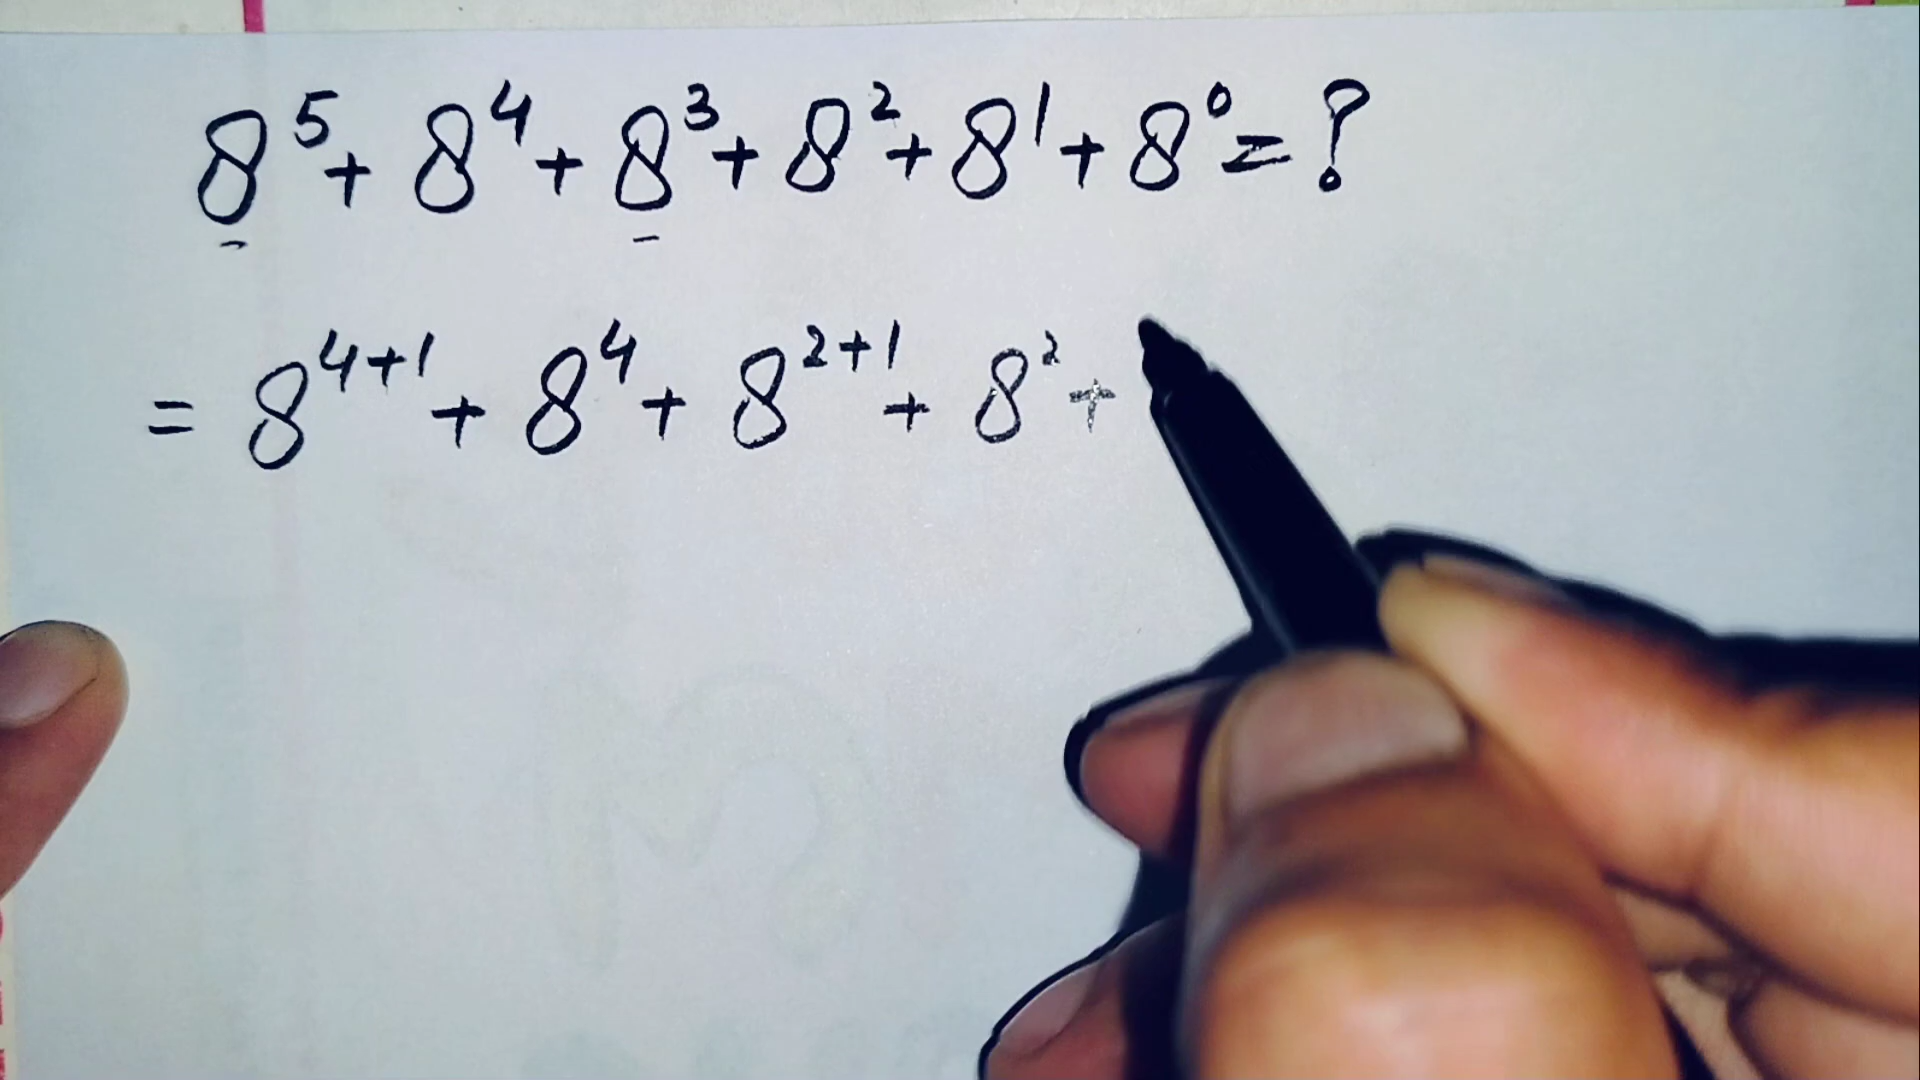 8⁵ + 8⁴ + 8³ + 8² + 8¹ + 8⁰ = ?
= 8⁴⁺¹ + 8⁴ + 8²⁺¹ + 8² +